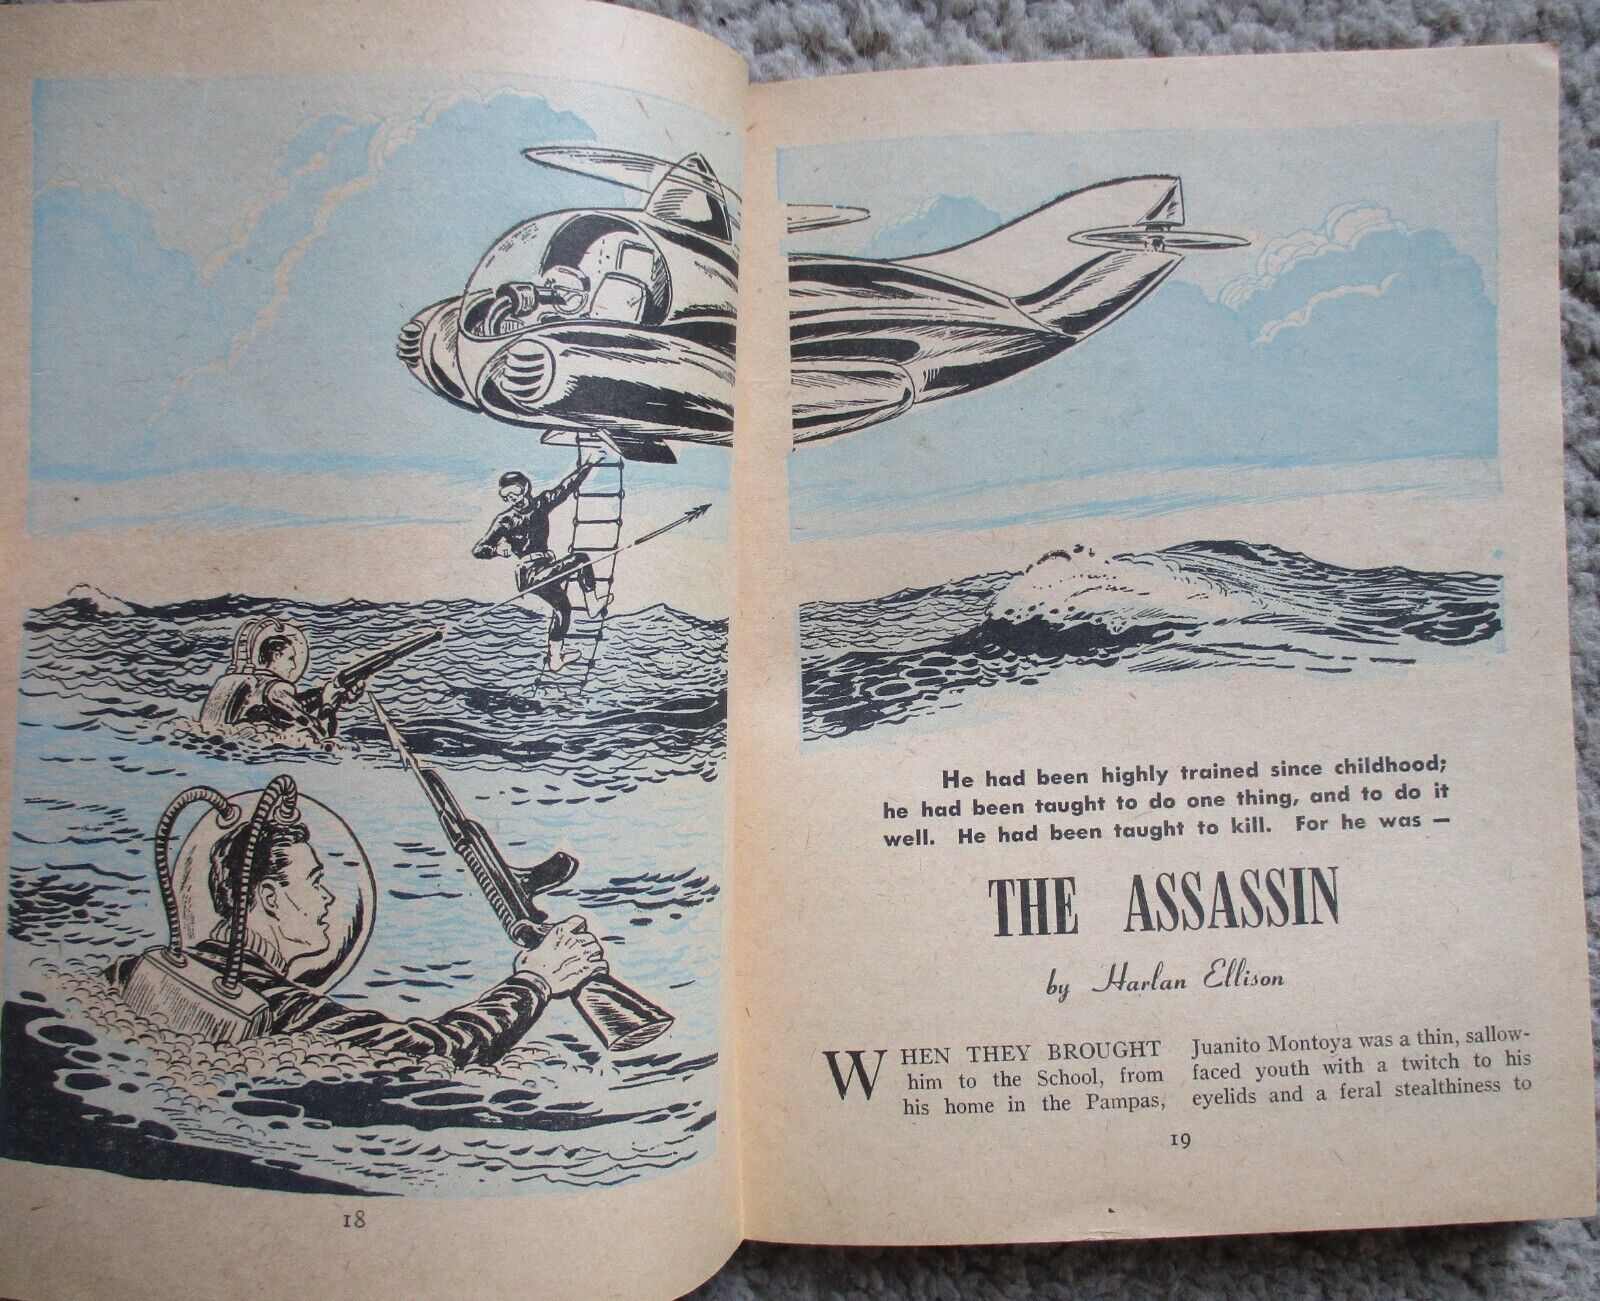 He had been highly trained since childhood;
he had been taught to do one thing, and to do it
well. He had been taught to kill. For he was —
THE ASSASSIN
by Harlan Ellison
WHEN THEY BROUGHT
him to the School, from
his home in the Pampas,
Juanito Montoya was a thin, sallow-
faced youth with a twitch to his
eyelids and a feral stealthiness to
18
19